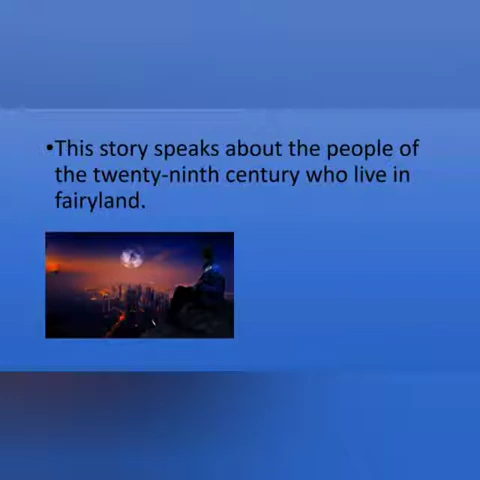 •This story speaks about the people of
the twenty-ninth century who live in
fairyland.